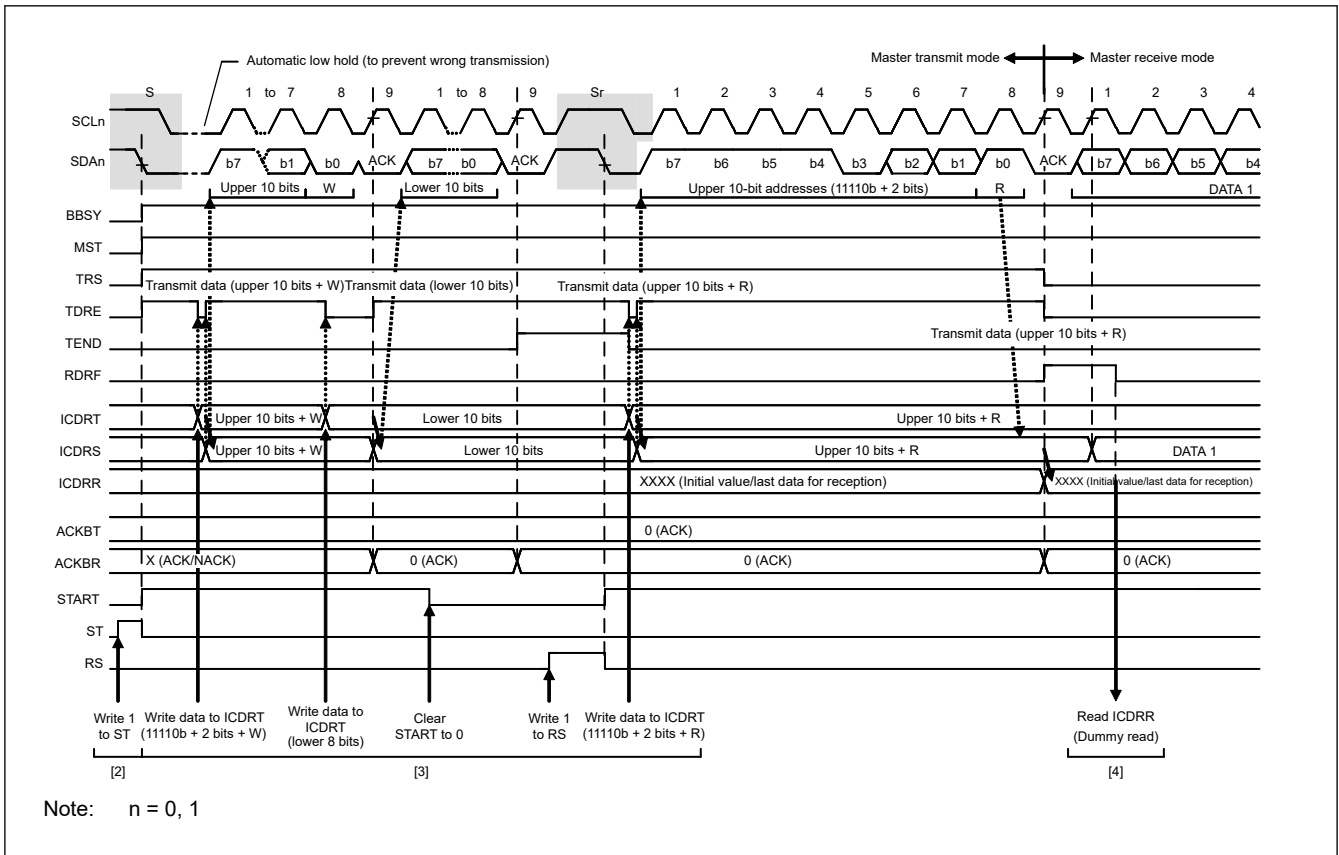 Automatic low hold (to prevent wrong transmission)
Master transmit mode
Master receive mode
S 1 to 7 8 9 1 to 8 9 Sr 1 2 3 4 5 6 7 8 9 1 2 3 4
SCLn
SDAn b7 b1 b0 ACK b7 b0 ACK b7 b6 b5 b4 b3 b2 b1 b0 ACK b7 b6 b5 b4
Upper 10 bits W Lower 10 bits Upper 10-bit addresses (11110b + 2 bits) R DATA 1
BBSY
MST
TRS
Transmit data (upper 10 bits + W) Transmit data (lower 10 bits) Transmit data (upper 10 bits + R)
TDRE
Transmit data (upper 10 bits + R)
TEND
RDRF
ICDRT Upper 10 bits + W Lower 10 bits Upper 10 bits + R
ICDRS Upper 10 bits + W Lower 10 bits Upper 10 bits + R DATA 1
ICDRR XXXX (Initial value/last data for reception) XXXX (Initial value/last data for reception)
ACKBT 0 (ACK)
ACKBR X (ACK/NACK) 0 (ACK) 0 (ACK) 0 (ACK)
START
ST
RS
Write 1 to ST
Write data to ICDRT (11110b + 2 bits + W)
Write data to ICDRT (lower 8 bits)
Clear START to 0
Write 1 to RS
Write data to ICDRT (11110b + 2 bits + R)
Read ICDRR (Dummy read)
[2] [3] [4]
Note: n = 0, 1